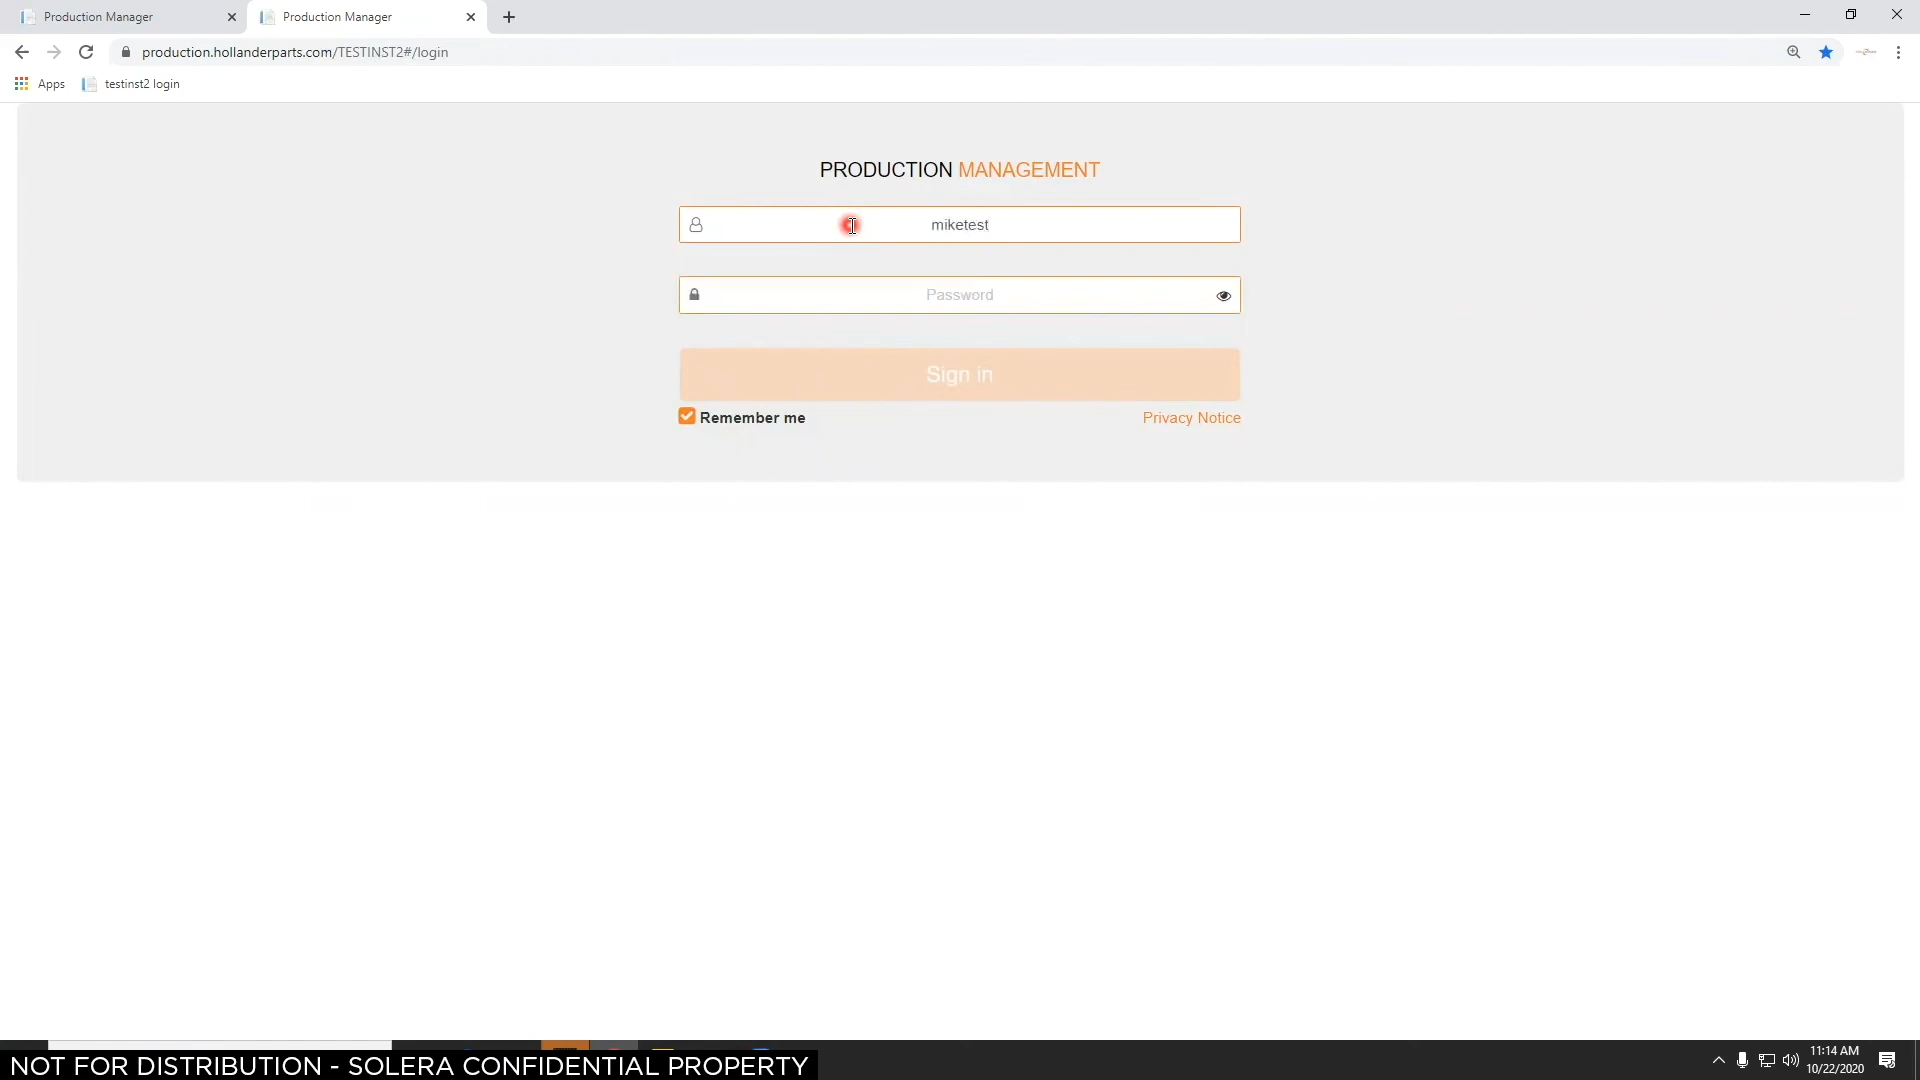 Production Manager
Production Manager
production.hollanderparts.com/TESTINST2#/login
Apps
testinst2 login
PRODUCTION MANAGEMENT
miketest
Password
Sign in
Remember me
Privacy Notice
NOT FOR DISTRIBUTION - SOLERA CONFIDENTIAL PROPERTY
11:14 AM
10/22/2020